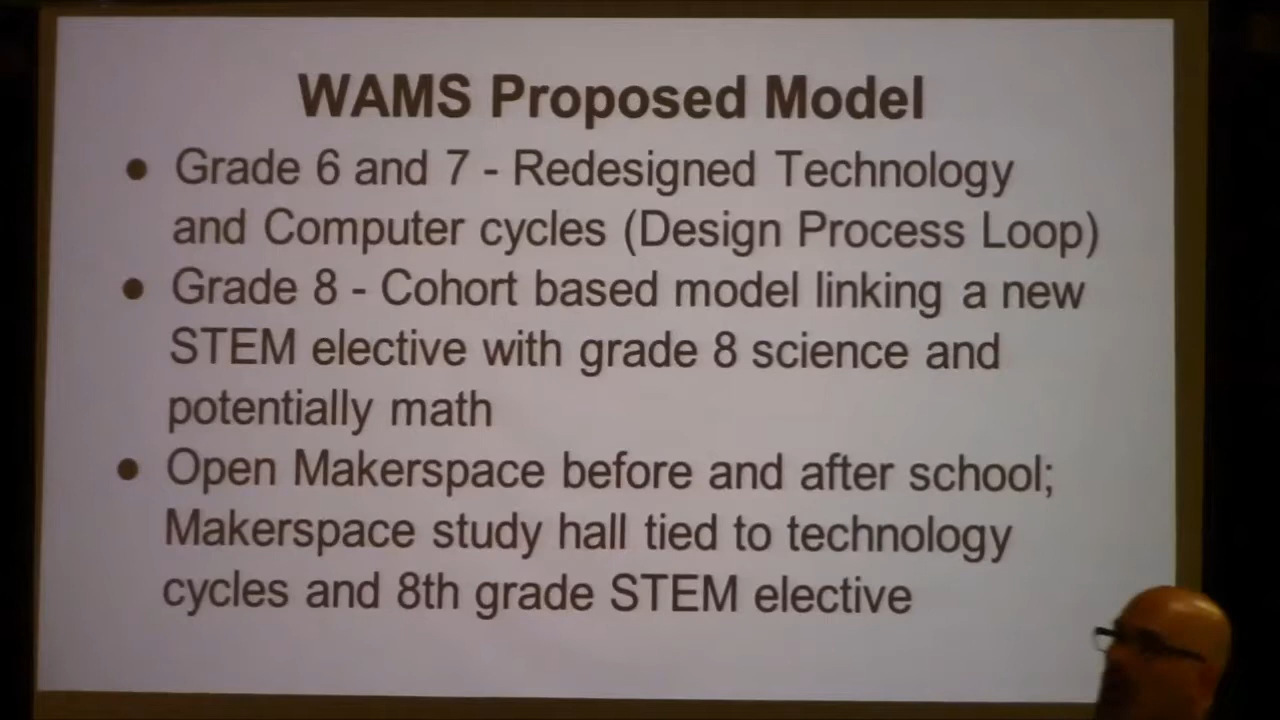 WAMS Proposed Model
● Grade 6 and 7 - Redesigned Technology
and Computer cycles (Design Process Loop)
● Grade 8 - Cohort based model linking a new
STEM elective with grade 8 science and
potentially math
● Open Makerspace before and after school;
Makerspace study hall tied to technology
cycles and 8th grade STEM elective